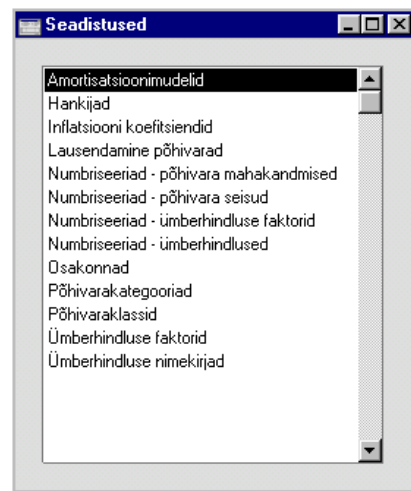 Seadistused
Amortisatsioonimudelid
Hankijad
Inflatsiooni koefitsiendid
Lausendamine põhivarad
Numbriseeriad - põhivara mahakandmised
Numbriseeriad - põhivara seisud
Numbriseeriad - ümberhindluse faktorid
Numbriseeriad - ümberhindlused
Osakonnad
Põhivarakategooriad
Põhivaraklassid
Ümberhindluse faktorid
Ümberhindluse nimekirjad